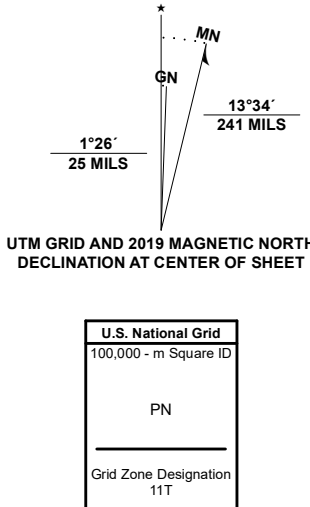 ★
MN
GN
1°26´
25 MILS
13°34´
241 MILS
UTM GRID AND 2019 MAGNETIC NORTH
DECLINATION AT CENTER OF SHEET
U.S. National Grid
100,000 - m Square ID
PN
Grid Zone Designation
11T